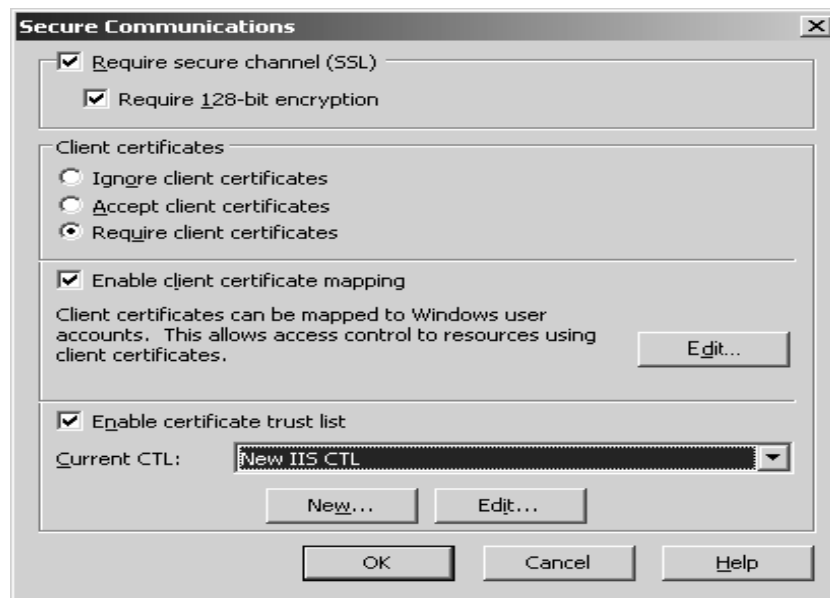 Secure Communications
Require secure channel (SSL)
Require 128-bit encryption
Client certificates
Ignore client certificates
Accept client certificates
Require client certificates
Enable client certificate mapping
Client certificates can be mapped to Windows user
accounts. This allows access control to resources using
client certificates.
Edit...
Enable certificate trust list
Current CTL: New IIS CTL
New... Edit...
OK Cancel Help